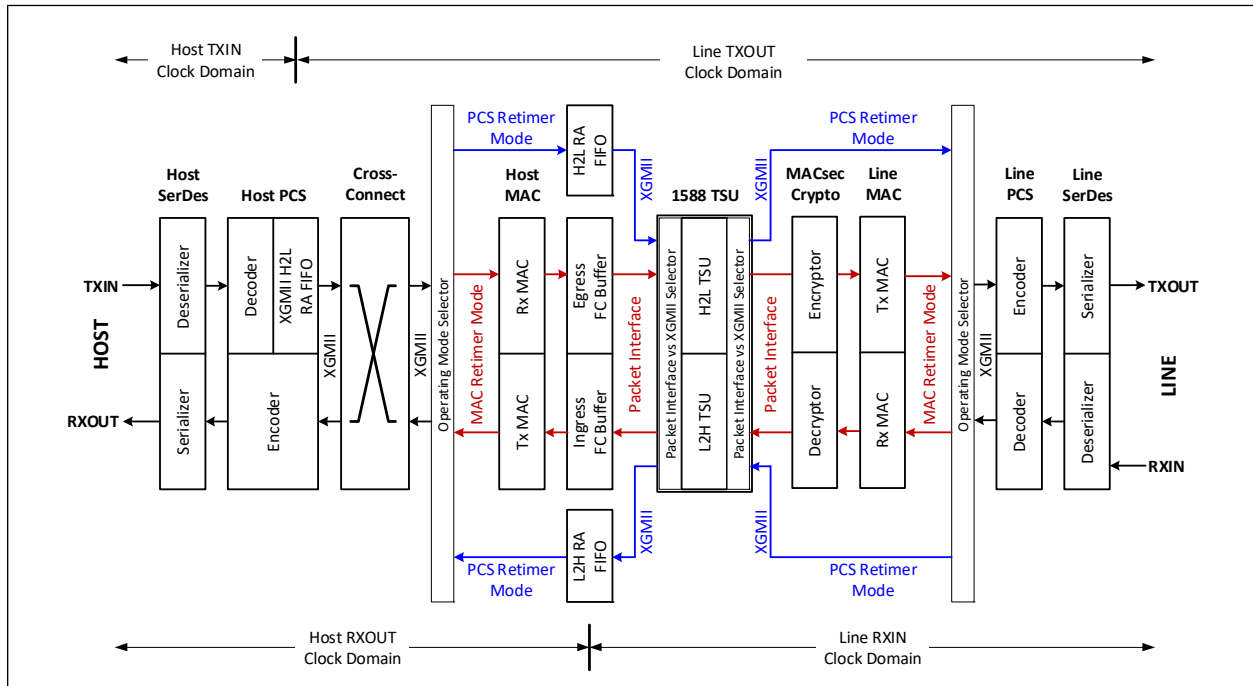 Host TXIN
Clock Domain
Line TXOUT
Clock Domain
PCS Retimer
Mode
H2L RA
FIFO
XGMII
XGMII
PCS Retimer
Mode
Host
SerDes
Host PCS
Cross-
Connect
Host
MAC
1588 TSU
MACsec
Crypto
Line
MAC
Line
PCS
Line
SerDes
HOST
TXIN
RXOUT
Deserializer
Serializer
Decoder
XGMII H2L
RA FIFO
Encoder
XGMII
XGMII
Operating Mode Selector
MAC Retimer Mode
Rx MAC
Tx MAC
Egress
FC Buffer
Ingress
FC Buffer
Packet Interface
Packet Interface vs XGMII Selector
H2L TSU
L2H TSU
Packet Interface vs XGMII Selector
Packet Interface
Encryptor
Decryptor
Tx MAC
Rx MAC
MAC Retimer Mode
Operating Mode Selector
XGMII
Encoder
Decoder
Serializer
Deserializer
TXOUT
RXIN
LINE
PCS Retimer
Mode
L2H RA
FIFO
XGMII
XGMII
PCS Retimer
Mode
Host RXOUT
Clock Domain
Line RXIN
Clock Domain